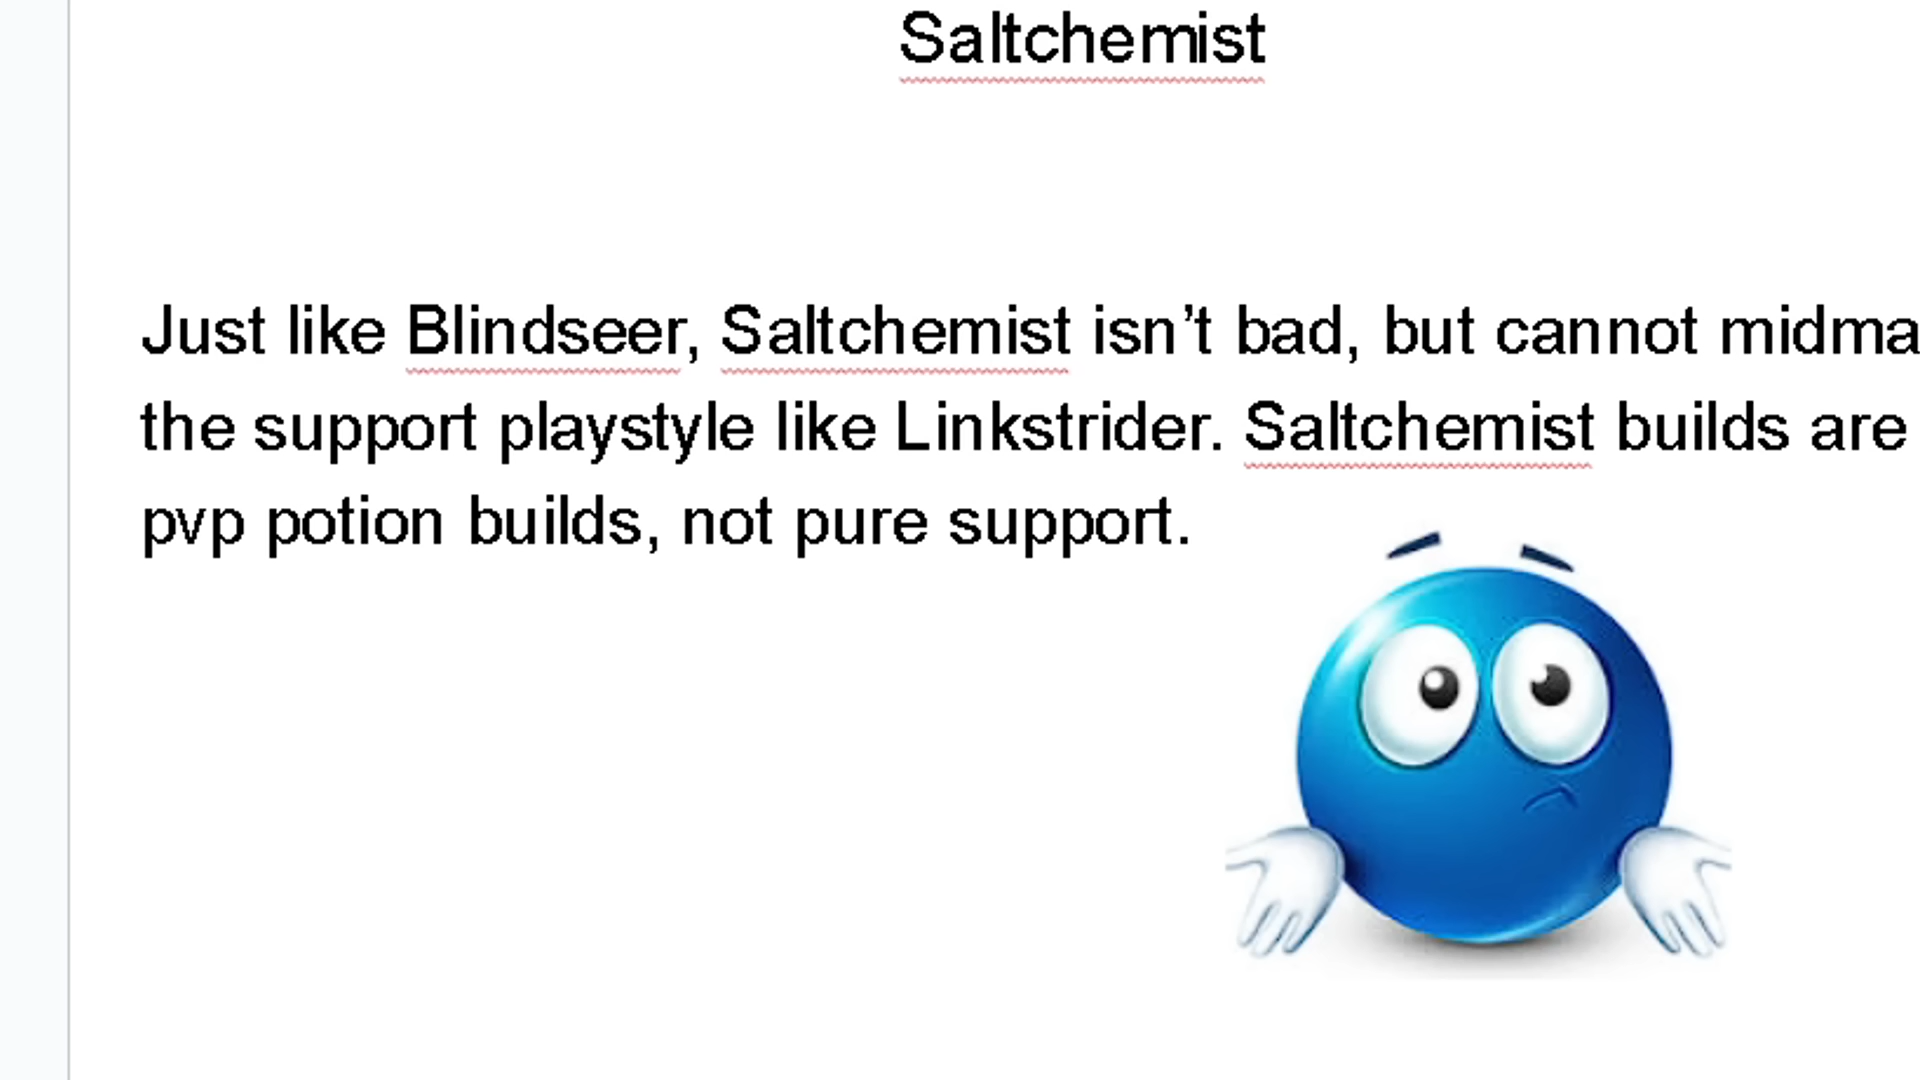 Saltchemist
Just like Blindseer, Saltchemist isn’t bad, but cannot midma
the support playstyle like Linkstrider. Saltchemist builds are
pvp potion builds, not pure support.